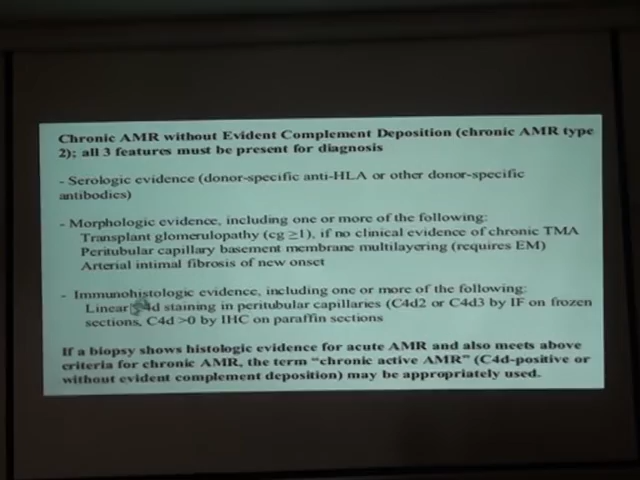 Chronic AMR without Evident Complement Deposition (chronic AMR type
2); all 3 features must be present for diagnosis
- Serologic evidence (donor-specific anti-HLA or other donor-specific
antibodies)
- Morphologic evidence, including one or more of the following:
Transplant glomerulopathy (cg ≥1), if no clinical evidence of chronic TMA
Peritubular capillary basement membrane multilayering (requires EM)
Arterial intimal fibrosis of new onset
- Immunohistologic evidence, including one or more of the following:
Linear C4d staining in peritubular capillaries (C4d2 or C4d3 by IF on frozen
sections, C4d >0 by IHC on paraffin sections
If a biopsy shows histologic evidence for acute AMR and also meets above
criteria for chronic AMR, the term “chronic active AMR” (C4d-positive or
without evident complement deposition) may be appropriately used.